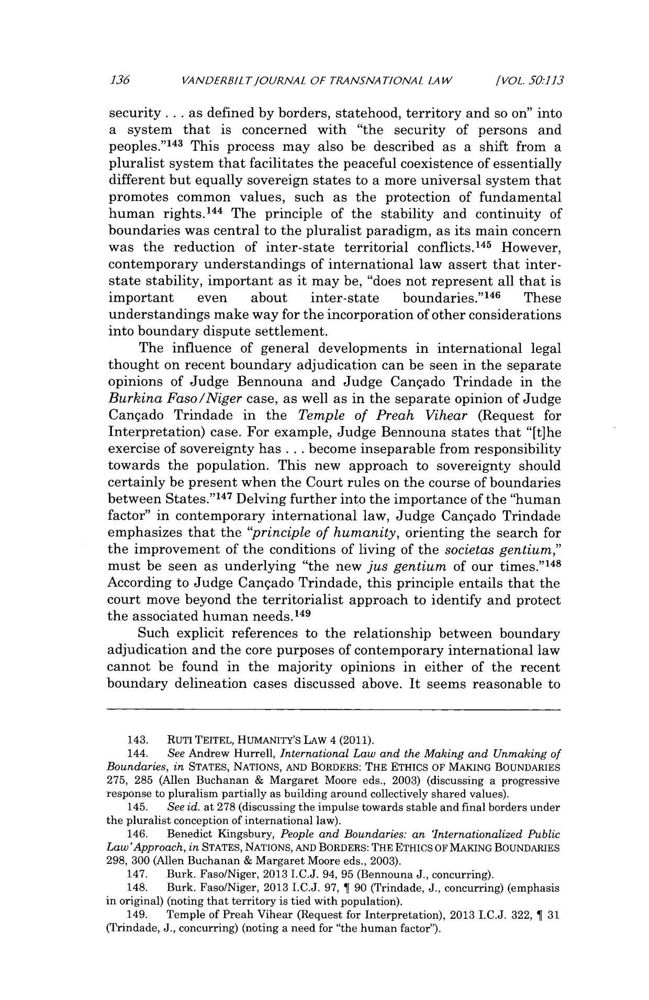 136 VANDERBILT JOURNAL OF TRANSNATIONAL LAW [VOL. 50:113
security . . . as defined by borders, statehood, territory and so on” into
a system that is concerned with “the security of persons and
peoples.”143 This process may also be described as a shift from a
pluralist system that facilitates the peaceful coexistence of essentially
different but equally sovereign states to a more universal system that
promotes common values, such as the protection of fundamental
human rights.144 The principle of the stability and continuity of
boundaries was central to the pluralist paradigm, as its main concern
was the reduction of inter-state territorial conflicts.145 However,
contemporary understandings of international law assert that inter-
state stability, important as it may be, “does not represent all that is
important even about inter-state boundaries.”146 These
understandings make way for the incorporation of other considerations
into boundary dispute settlement.
The influence of general developments in international legal
thought on recent boundary adjudication can be seen in the separate
opinions of Judge Bennouna and Judge Cançado Trindade in the
Burkina Faso/Niger case, as well as in the separate opinion of Judge
Cançado Trindade in the Temple of Preah Vihear (Request for
Interpretation) case. For example, Judge Bennouna states that “[t]he
exercise of sovereignty has . . . become inseparable from responsibility
towards the population. This new approach to sovereignty should
certainly be present when the Court rules on the course of boundaries
between States.”147 Delving further into the importance of the “human
factor” in contemporary international law, Judge Cançado Trindade
emphasizes that the “principle of humanity, orienting the search for
the improvement of the conditions of living of the societas gentium,”
must be seen as underlying “the new jus gentium of our times.”148
According to Judge Cançado Trindade, this principle entails that the
court move beyond the territorialist approach to identify and protect
the associated human needs.149
Such explicit references to the relationship between boundary
adjudication and the core purposes of contemporary international law
cannot be found in the majority opinions in either of the recent
boundary delineation cases discussed above. It seems reasonable to
143. RUTI TEITEL, HUMANITY’S LAW 4 (2011).
144. See Andrew Hurrell, International Law and the Making and Unmaking of
Boundaries, in STATES, NATIONS, AND BORDERS: THE ETHICS OF MAKING BOUNDARIES
275, 285 (Allen Buchanan & Margaret Moore eds., 2003) (discussing a progressive
response to pluralism partially as building around collectively shared values).
145. See id. at 278 (discussing the impulse towards stable and final borders under
the pluralist conception of international law).
146. Benedict Kingsbury, People and Boundaries: an ‘Internationalized Public
Law’ Approach, in STATES, NATIONS, AND BORDERS: THE ETHICS OF MAKING BOUNDARIES
298, 300 (Allen Buchanan & Margaret Moore eds., 2003).
147. Burk. Faso/Niger, 2013 I.C.J. 94, 95 (Bennouna J., concurring).
148. Burk. Faso/Niger, 2013 I.C.J. 97, ¶ 90 (Trindade, J., concurring) (emphasis
in original) (noting that territory is tied with population).
149. Temple of Preah Vihear (Request for Interpretation), 2013 I.C.J. 322, ¶ 31
(Trindade, J., concurring) (noting a need for “the human factor”).